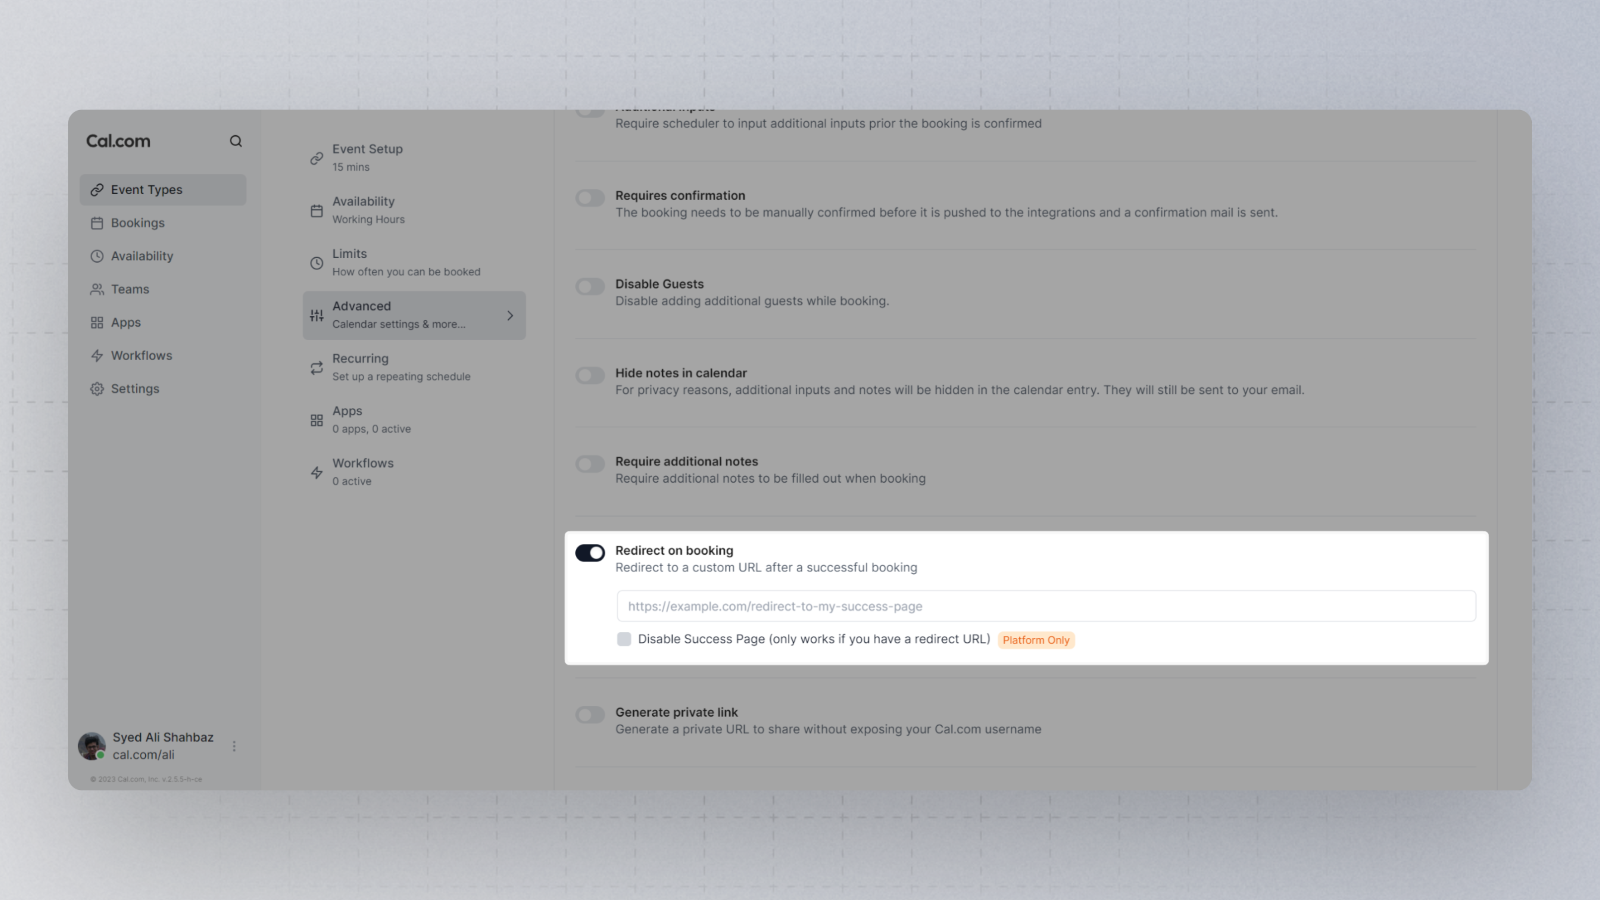 Cal.com
Event Types
Bookings
Availability
Teams
Apps
Workflows
Settings
Syed Ali Shahbaz
cal.com/ali
© 2023 Cal.com, Inc. v.2.5.5-h-ce
Event Setup
15 mins
Availability
Working Hours
Limits
How often you can be booked
Advanced
Calendar settings & more...
Recurring
Set up a repeating schedule
Apps
0 apps, 0 active
Workflows
0 active
Additional inputs
Require scheduler to input additional inputs prior the booking is confirmed
Requires confirmation
The booking needs to be manually confirmed before it is pushed to the integrations and a confirmation mail is sent.
Disable Guests
Disable adding additional guests while booking.
Hide notes in calendar
For privacy reasons, additional inputs and notes will be hidden in the calendar entry. They will still be sent to your email.
Require additional notes
Require additional notes to be filled out when booking
Redirect on booking
Redirect to a custom URL after a successful booking
https://example.com/redirect-to-my-success-page
Disable Success Page (only works if you have a redirect URL) Platform Only
Generate private link
Generate a private URL to share without exposing your Cal.com username